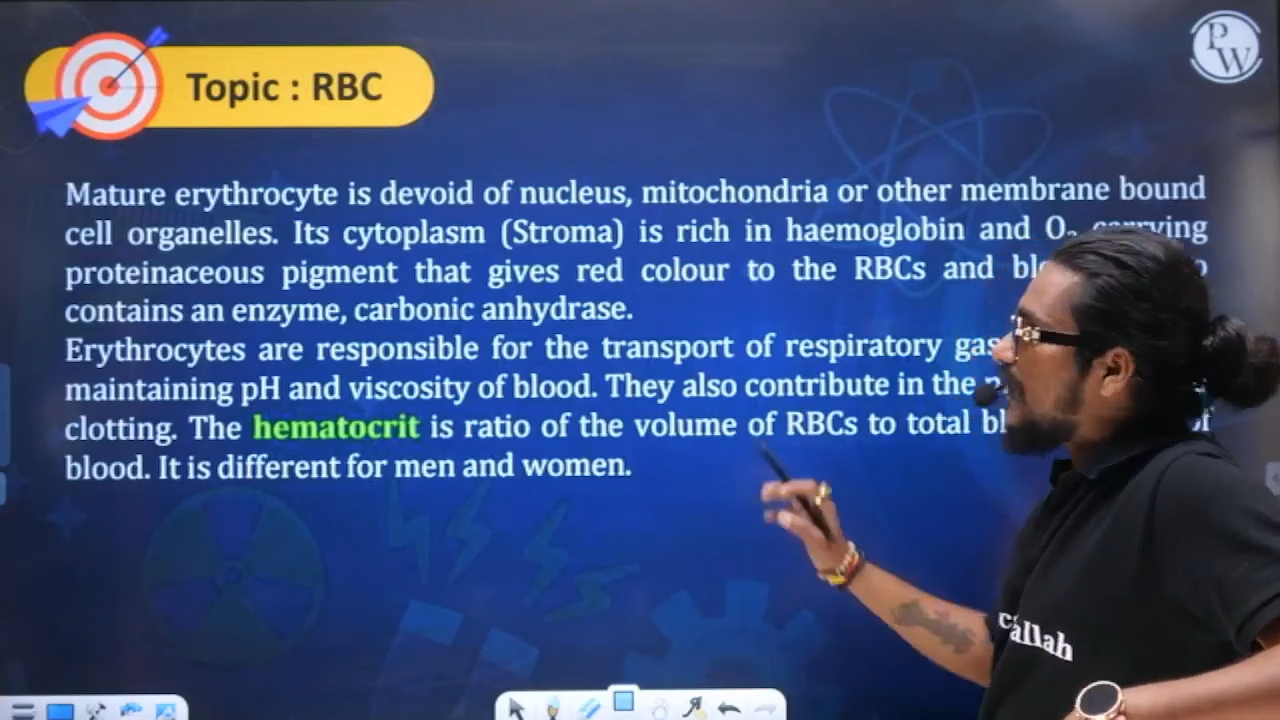 Topic : RBC
PW
Mature erythrocyte is devoid of nucleus, mitochondria or other membrane bound
cell organelles. Its cytoplasm (Stroma) is rich in haemoglobin and O₂ carrying
proteinaceous pigment that gives red colour to the RBCs and
contains an enzyme, carbonic anhydrase.
Erythrocytes are responsible for the transport of respiratory
maintaining pH and viscosity of blood. They also contribute in the
clotting. The hematocrit is ratio of the volume of RBCs to total
blood. It is different for men and women.